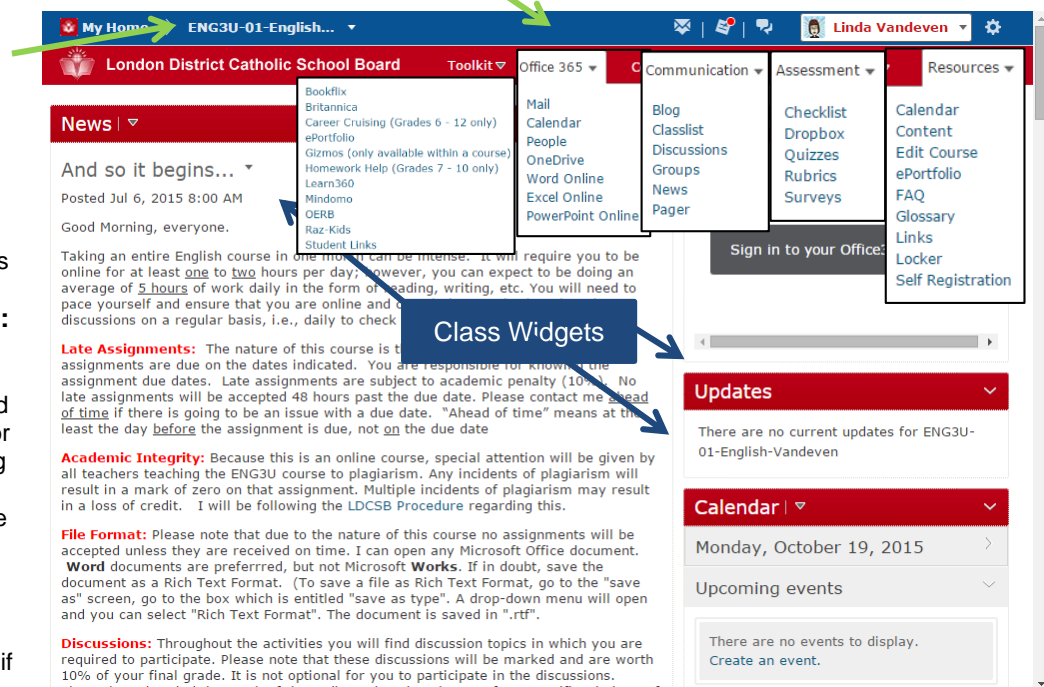 My Home
ENG3U-01-English...
Linda Vandeven
London District Catholic School Board
Toolkit
Bookflix
Britannica
Career Cruising (Grades 6 - 12 only)
ePortfolio
Gizmos (only available within a course)
Homework Help (Grades 7 - 10 only)
Learn360
Mindomo
OERB
Raz-Kids
Student Links
Office 365
Mail
Calendar
People
OneDrive
Word Online
Excel Online
PowerPoint Online
C
Communication
Blog
Classlist
Discussions
Groups
News
Pager
Assessment
Checklist
Dropbox
Quizzes
Rubrics
Surveys
Resources
Calendar
Content
Edit Course
ePortfolio
FAQ
Glossary
Links
Locker
Self Registration
News
And so it begins...
Posted Jul 6, 2015 8:00 AM
Good Morning, everyone.
Taking an entire English course in one month can be intense. It will require you to be
online for at least one to two hours per day; however, you can expect to be doing an
average of 5 hours of work daily in the form of reading, writing, etc. You will need to
pace yourself and ensure that you are online and
discussions on a regular basis, i.e., daily to check
Late Assignments: The nature of this course is
assignments are due on the dates indicated. You are responsible for knowing the
assignment due dates. Late assignments are subject to academic penalty (10%). No
late assignments will be accepted 48 hours past the due date. Please contact me ahead
of time if there is going to be an issue with a due date. “Ahead of time” means at the
least the day before the assignment is due, not on the due date
Academic Integrity: Because this is an online course, special attention will be given by
all teachers teaching the ENG3U course to plagiarism. Any incidents of plagiarism will
result in a mark of zero on that assignment. Multiple incidents of plagiarism may result
in a loss of credit. I will be following the LDCSB Procedure regarding this.
File Format: Please note that due to the nature of this course no assignments will be
accepted unless they are received on time. I can open any Microsoft Office document.
Word documents are preferrred, but not Microsoft Works. If in doubt, save the
document as a Rich Text Format. (To save a file as Rich Text Format, go to the "save
as" screen, go to the box which is entitled "save as type". A drop-down menu will open
and you can select "Rich Text Format". The document is saved in ".rtf".
Discussions: Throughout the activities you will find discussion topics in which you are
required to participate. Please note that these discussions will be marked and are worth
10% of your final grade. It is not optional for you to participate in the discussions.
Class Widgets
Sign in to your Office
Updates
There are no current updates for ENG3U-
01-English-Vandeven
Calendar
Monday, October 19, 2015
Upcoming events
There are no events to display.
Create an event.
s
:
d
or
g
e
if